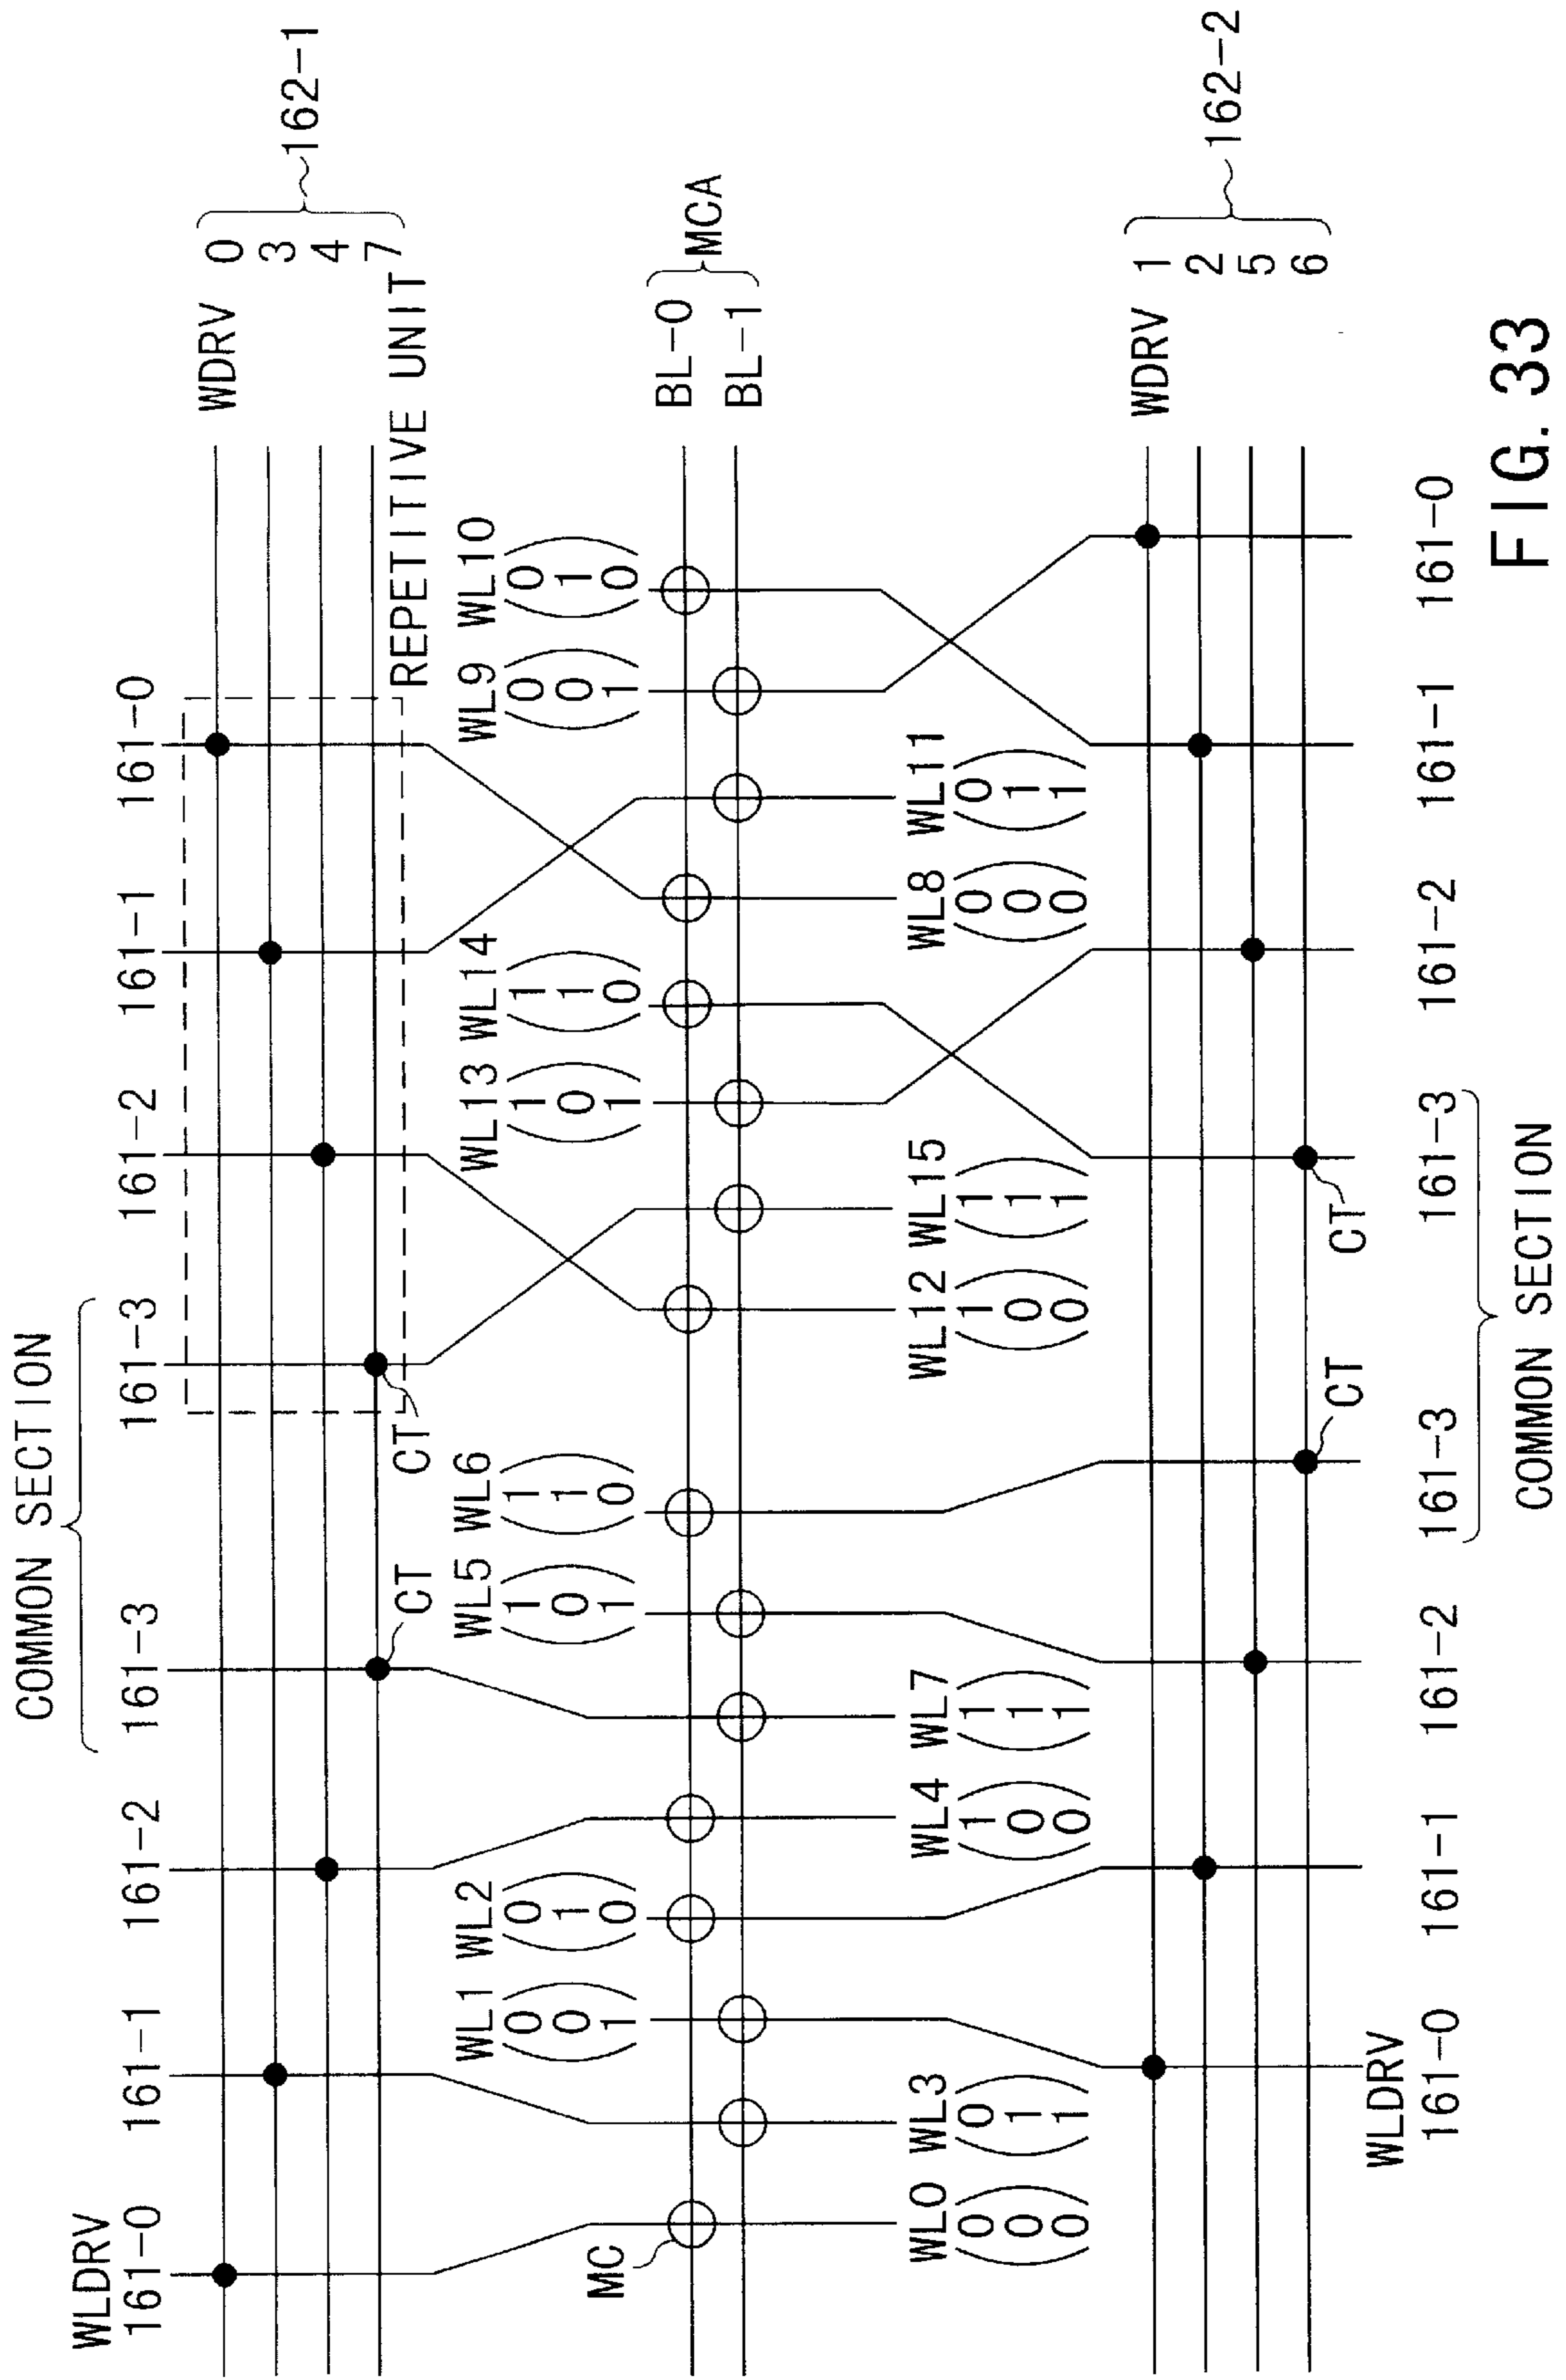 COMMON SECTION
WLDRV
161-0 161-1 161-2 161-3 161-3 161-2 161-1 161-0
WDRV 0
3
162-1
4
7
CT CT REPETITIVE UNIT
WL1 WL2 WL5 WL6 WL13 WL14 WL9 WL10
0 0 1 1 1 1 0 0
0 1 0 1 0 1 0 1
1 0 1 0 1 0 1 0
MC
BL-0
MCA
BL-1
WL0 WL3 WL4 WL7 WL12 WL15 WL8 WL11
0 0 1 1 1 1 0 0
0 1 0 1 0 1 0 1
0 1 0 1 0 1 0 1
WDRV 1
2
162-2
5
6
CT CT
WLDRV
161-0 161-1 161-2 161-3 161-3 161-2 161-1 161-0
COMMON SECTION
FIG. 33